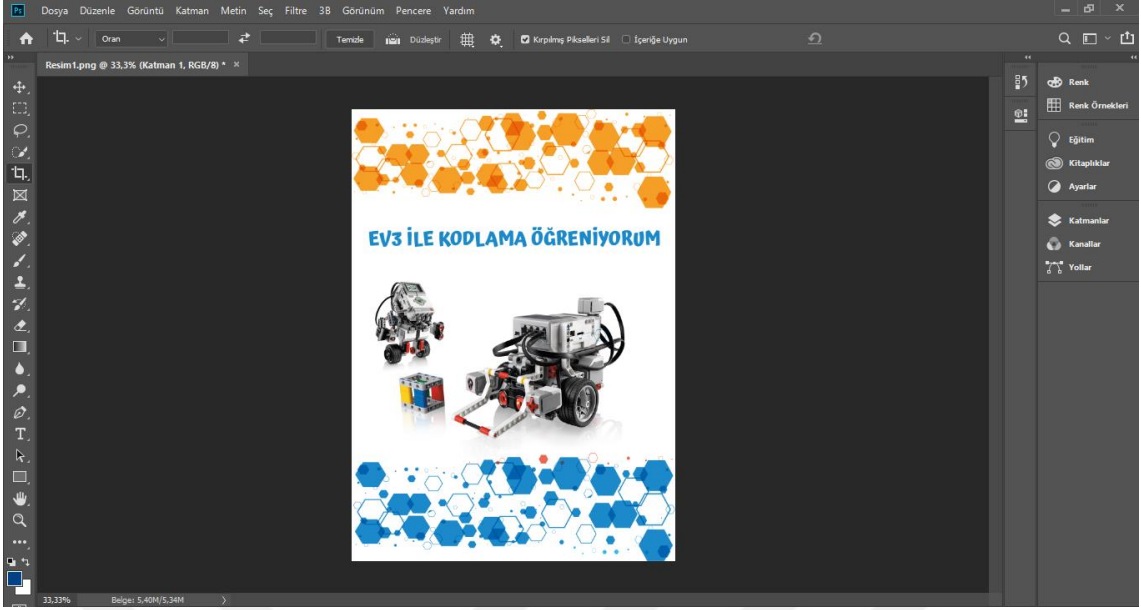 Ps Dosya Düzenle Görüntü Katman Metin Seç Filtre 3B Görünüm Pencere Yardım
Oran Temizle Düzleştir Kırpılmış Pikselleri Sil İçeriğe Uygun
Resim1.png @ 33,3% (Katman 1, RGB/8) * ×
Renk
Renk Örnekleri
Eğitim
Kitaplıklar
Ayarlar
Katmanlar
Kanallar
Yollar
EV3 İLE KODLAMA ÖĞRENİYORUM
33,33% Belge: 5,40M/5,34M